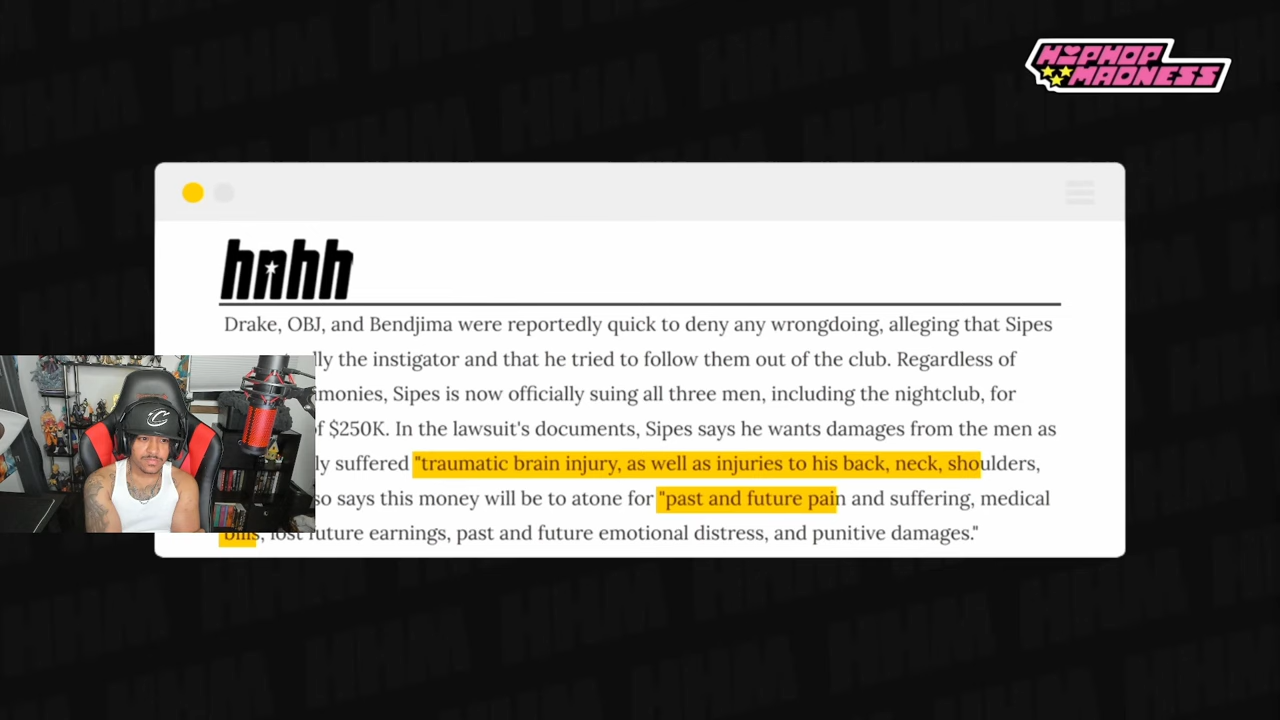 HIPHOP
MADNESS
hnhh
Drake, OBJ, and Bendjima were reportedly quick to deny any wrongdoing, alleging that Sipes
the instigator and that he tried to follow them out of the club. Regardless of
Sipes is now officially suing all three men, including the nightclub, for
$250K. In the lawsuit's documents, Sipes says he wants damages from the men as
suffered "traumatic brain injury, as well as injuries to his back, neck, shoulders,
says this money will be to atone for "past and future pain and suffering, medical
bills, lost future earnings, past and future emotional distress, and punitive damages."